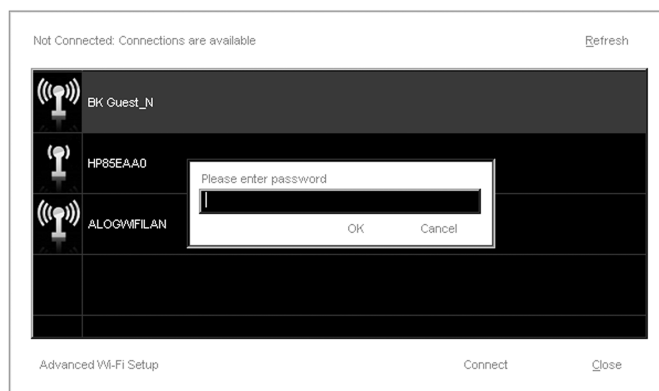 Not Connected: Connections are available Refresh
BK Guest_N
HP85EAA0
Please enter password
ALOGWIFILAN
OK Cancel
Advanced Wi-Fi Setup Connect Close